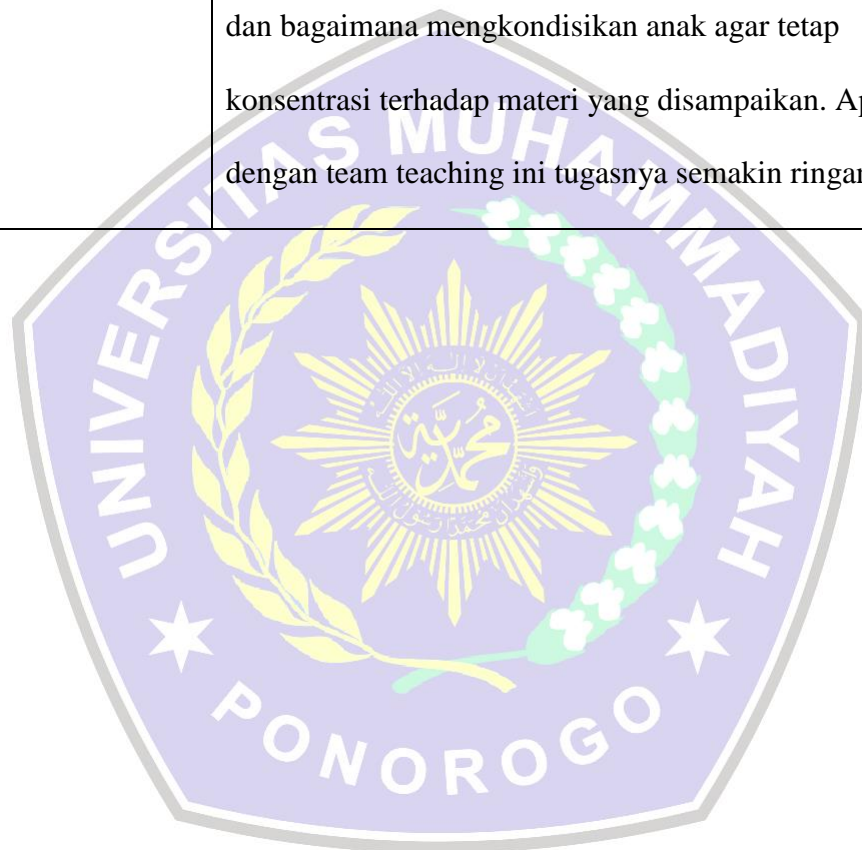 dan bagaimana mengkondisikan anak agar tetap
konsentrasi terhadap materi yang disampaikan.
dengan team teaching ini tugasnya semakin
UNIVERSITAS MUHAMMADIYAH
محمدية
PONOROGO